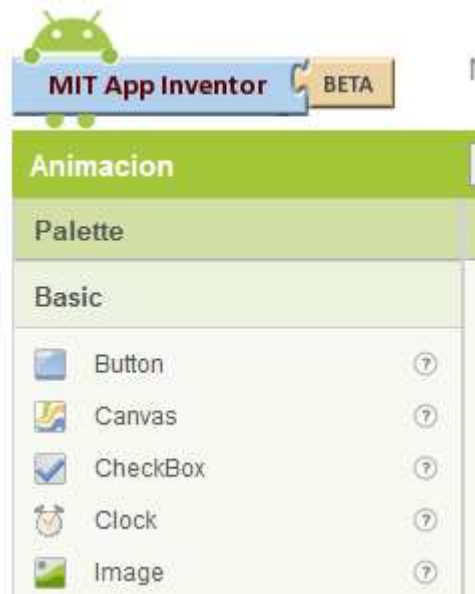 MIT App Inventor BETA
Animacion
Palette
Basic
Button ?
Canvas ?
CheckBox ?
Clock ?
Image ?